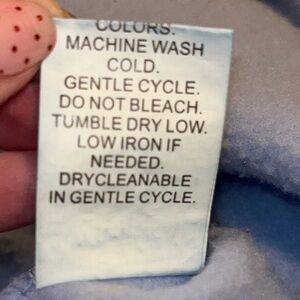 COLORS.
MACHINE WASH
COLD.
GENTLE CYCLE.
DO NOT BLEACH.
TUMBLE DRY LOW.
LOW IRON IF
NEEDED.
DRYCLEANABLE
IN GENTLE CYCLE.